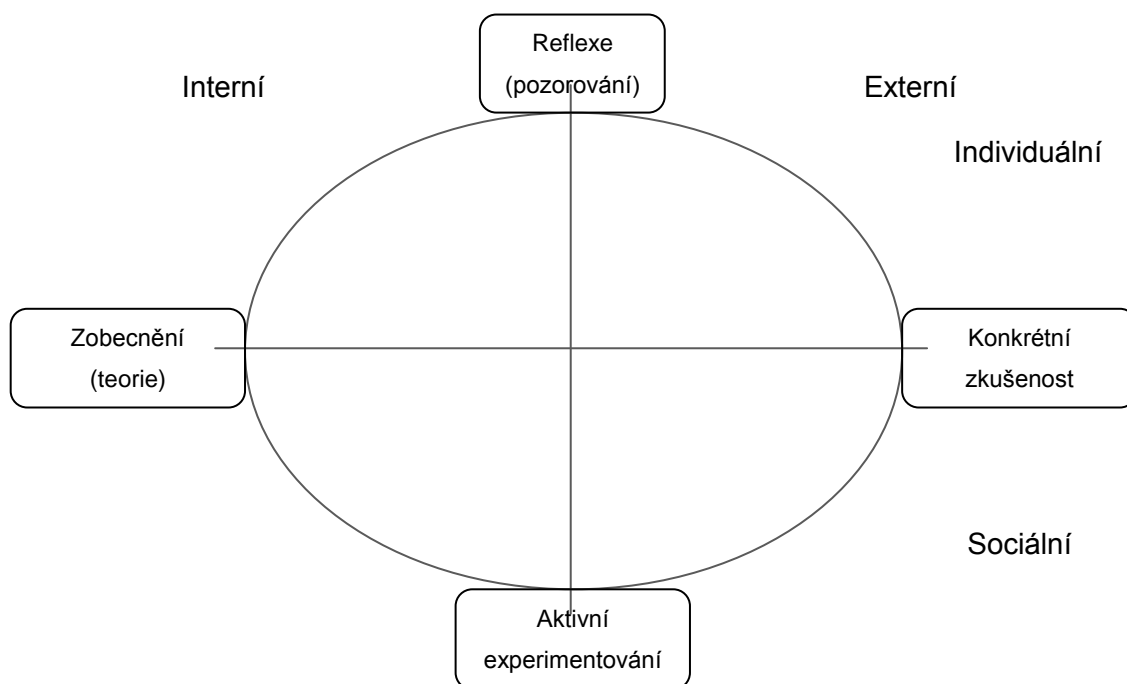 Reflexe
(pozorování)
Interní
Externí
Individuální
Zobecnění
(teorie)
Konkrétní
zkušenost
Sociální
Aktivní
experimentování